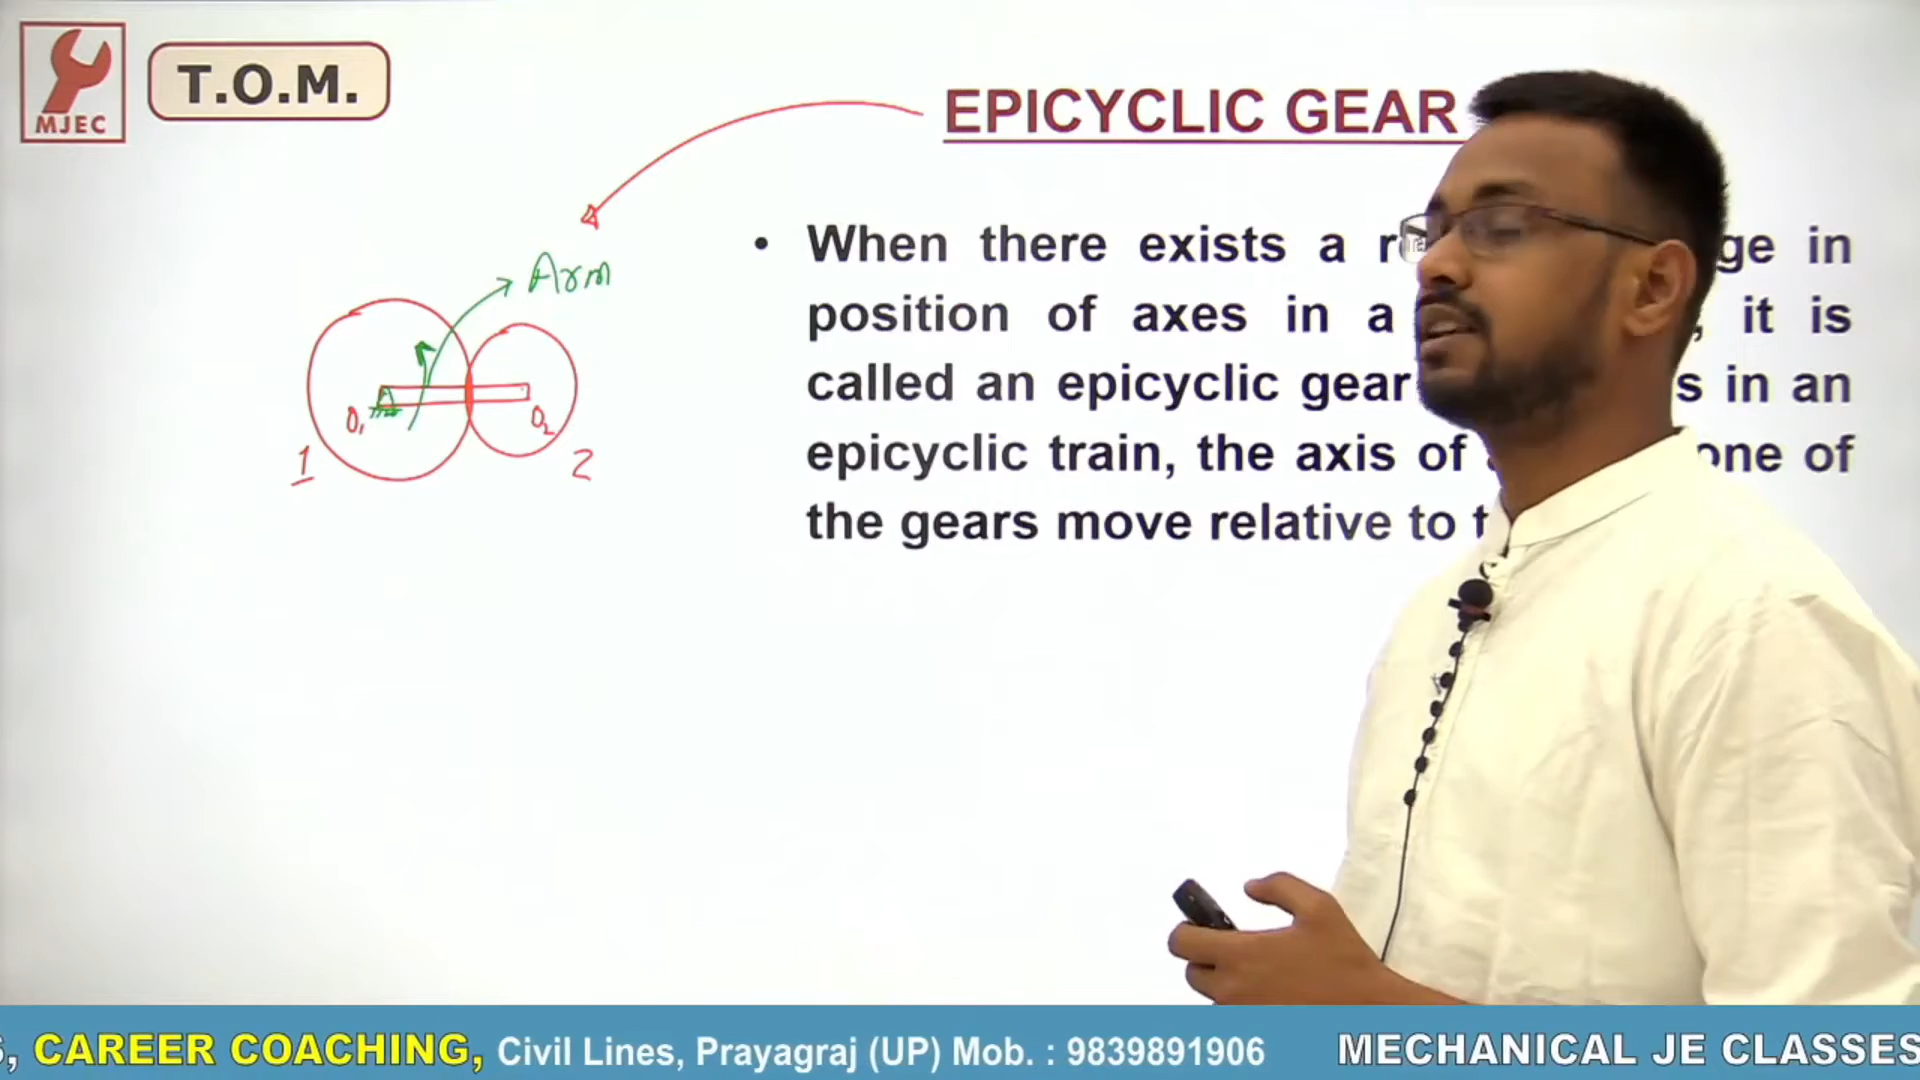 MJEC
T.O.M.
EPICYCLIC GEAR
Arm
O₁
O₂
1
2
• When there exists a ge in
position of axes in a , it is
called an epicyclic gear s in an
epicyclic train, the axis of one of
the gears move relative to
CAREER COACHING, Civil Lines, Prayagraj (UP) Mob. : 9839891906 MECHANICAL JE CLASSES